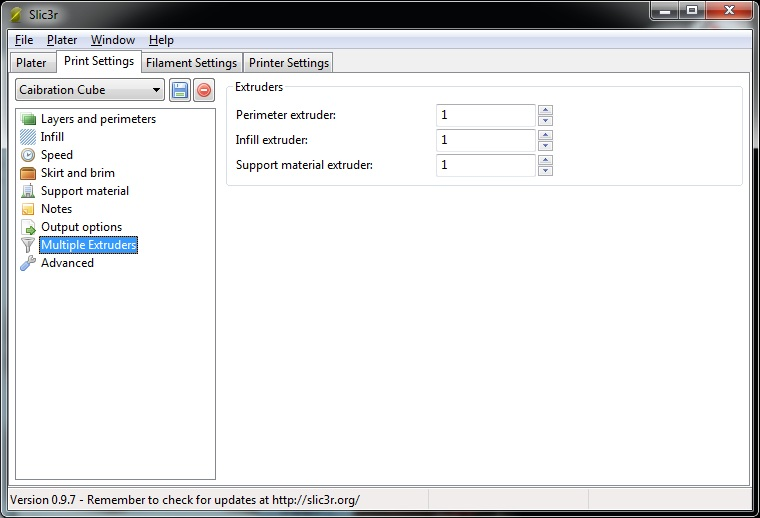 Slic3r
File Plater Window Help
Plater Print Settings Filament Settings Printer Settings
Caibration Cube
Layers and perimeters
Infill
Speed
Skirt and brim
Support material
Notes
Output options
Multiple Extruders
Advanced
Extruders
Perimeter extruder: 1
Infill extruder: 1
Support material extruder: 1
Version 0.9.7 - Remember to check for updates at http://slic3r.org/